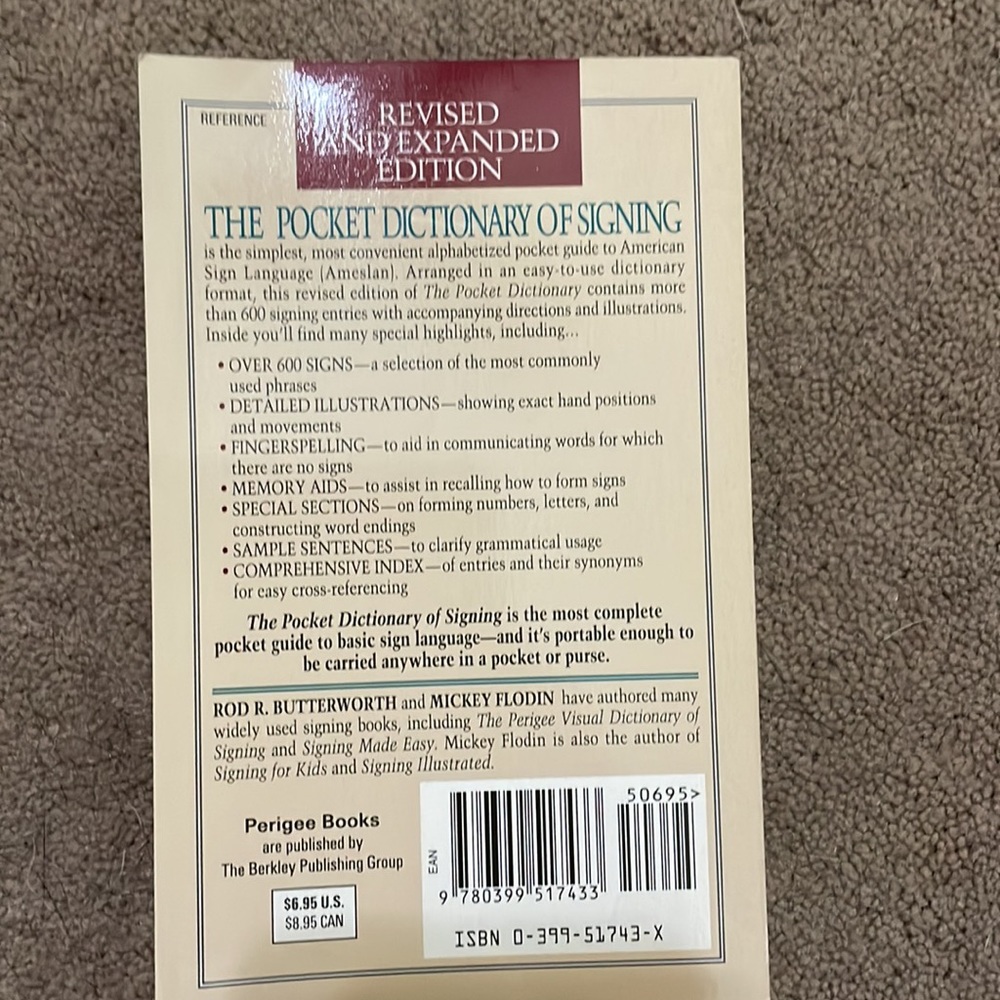 REFERENCE
REVISED
AND EXPANDED
EDITION
THE POCKET DICTIONARY OF SIGNING
is the simplest, most convenient alphabetized pocket guide to American
Sign Language (Ameslan). Arranged in an easy-to-use dictionary
format, this revised edition of The Pocket Dictionary contains more
than 600 signing entries with accompanying directions and illustrations.
Inside you'll find many special highlights, including...
• OVER 600 SIGNS—a selection of the most commonly
used phrases
• DETAILED ILLUSTRATIONS—showing exact hand positions
and movements
• FINGERSPELLING—to aid in communicating words for which
there are no signs
• MEMORY AIDS—to assist in recalling how to form signs
• SPECIAL SECTIONS—on forming numbers, letters, and
constructing word endings
• SAMPLE SENTENCES—to clarify grammatical usage
• COMPREHENSIVE INDEX—of entries and their synonyms
for easy cross-referencing
The Pocket Dictionary of Signing is the most complete
pocket guide to basic sign language—and it's portable enough to
be carried anywhere in a pocket or purse.
ROD R. BUTTERWORTH and MICKEY FLODIN have authored many
widely used signing books, including The Perigee Visual Dictionary of
Signing and Signing Made Easy. Mickey Flodin is also the author of
Signing for Kids and Signing Illustrated.
Perigee Books
are published by
The Berkley Publishing Group
$6.95 U.S.
$8.95 CAN
EAN
50695>
9 780399 517433
ISBN 0-399-51743-X